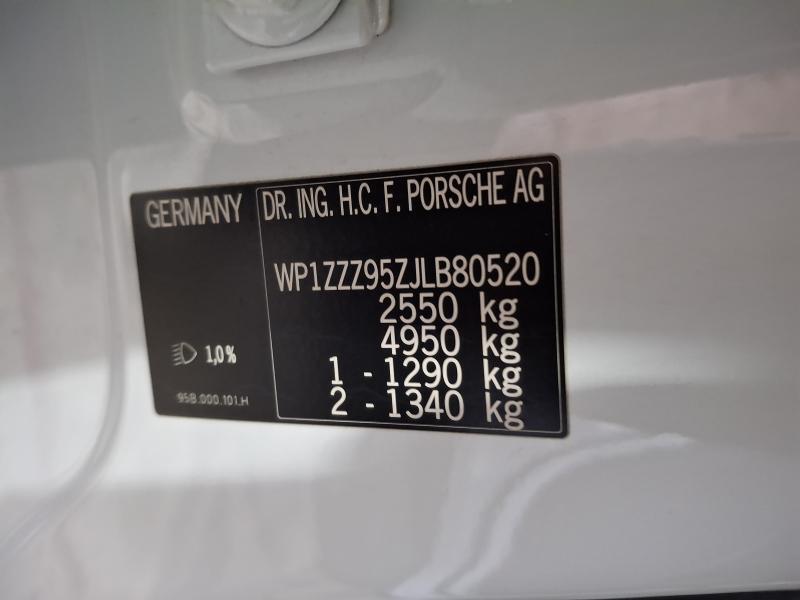 GERMANY
DR. ING. H.C. F. PORSCHE AG
WP1ZZZ95ZJLB80520
2550 kg
4950 kg
1 - 1290 kg
2 - 1340 kg
1,0%
95B.000.101.H